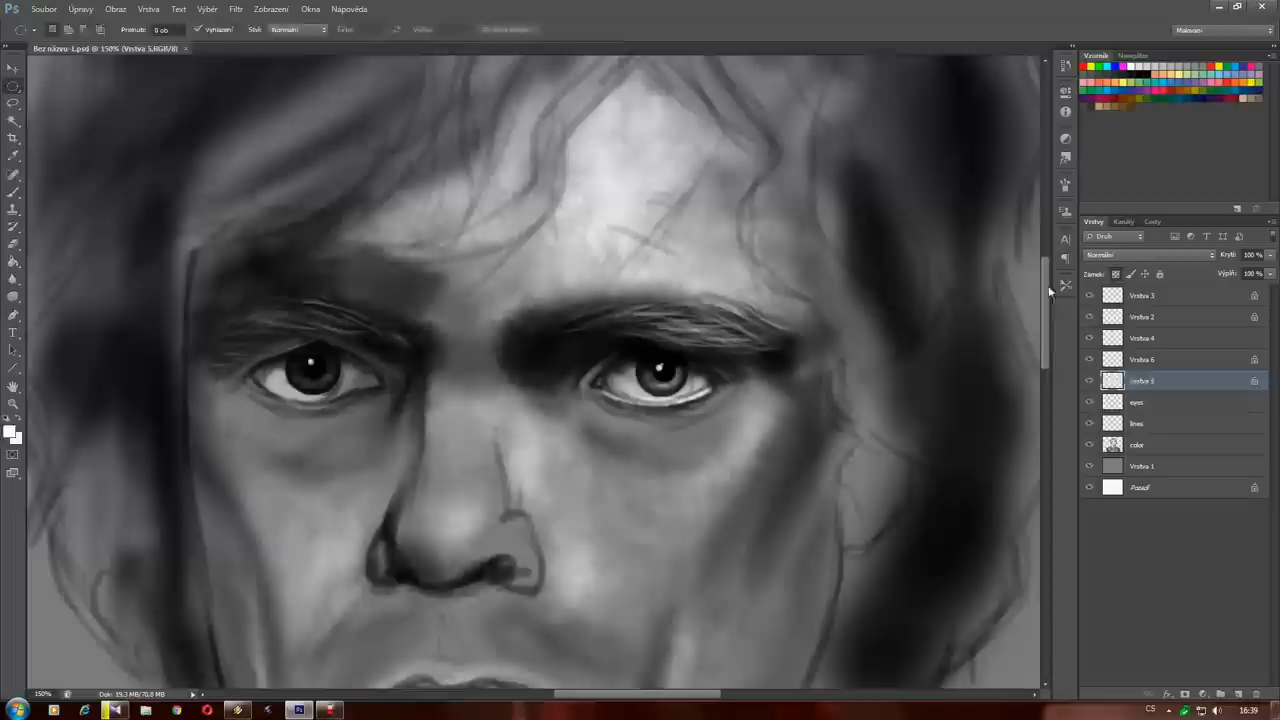 Ps Soubor Úpravy Obraz Vrstva Text Výběr Filtr Zobrazení Okna Nápověda
Prolnutí: 0 ob Vyhlazení Styl: Normální Malování
Bez názvu-1.psd @ 150% (Vrstva 5,RGB/8) ×
Vzorník Navigátor
Vrstvy Kanály Cesty
Druh
Normální Krytí: 100 %
Zámek: Výplň: 100 %
Vrstva 3
Vrstva 2
Vrstva 4
Vrstva 6
Vrstva 5
eyes
lines
color
Vrstva 1
Pozadí
150% Dok: 19,3 MB/70,8 MB
CS 16:39